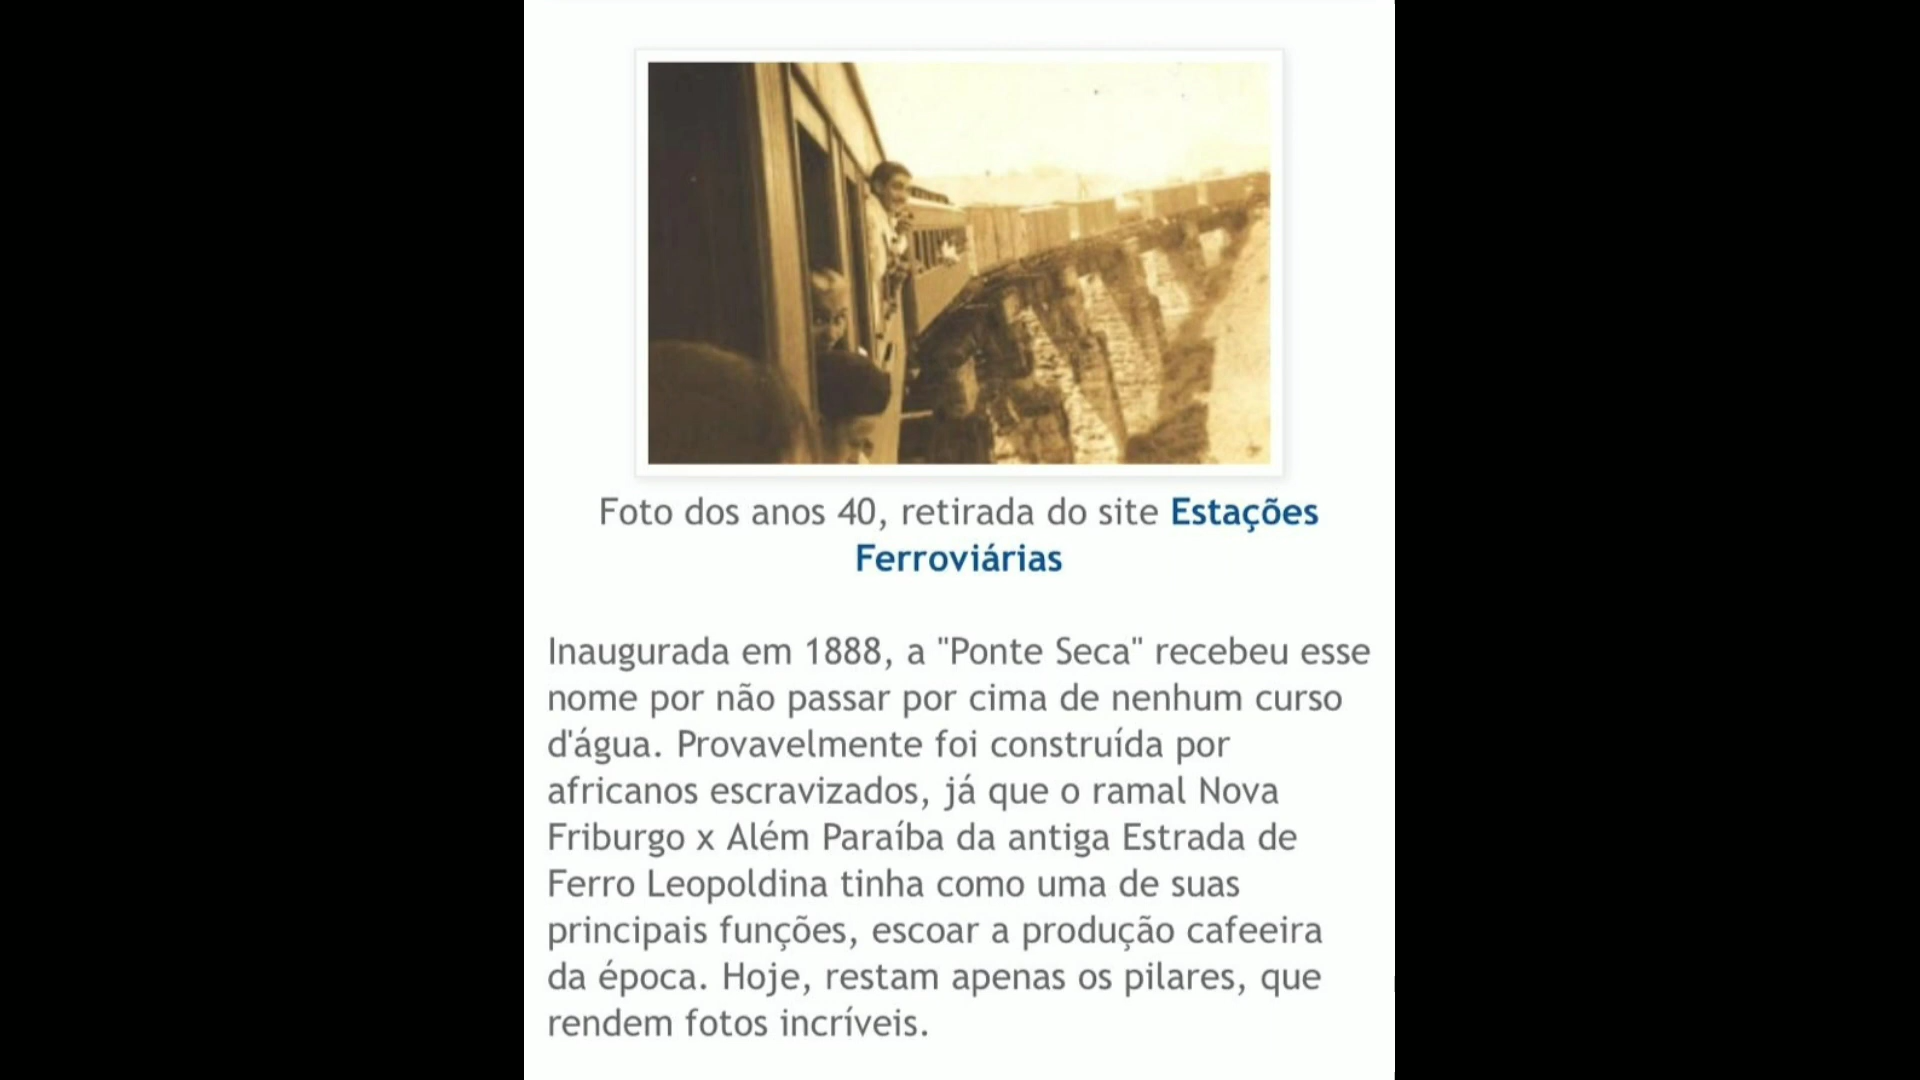 Foto dos anos 40, retirada do site Estações
Ferroviárias
Inaugurada em 1888, a "Ponte Seca" recebeu esse
nome por não passar por cima de nenhum curso
d'água. Provavelmente foi construída por
africanos escravizados, já que o ramal Nova
Friburgo x Além Paraíba da antiga Estrada de
Ferro Leopoldina tinha como uma de suas
principais funções, escoar a produção cafeeira
da época. Hoje, restam apenas os pilares, que
rendem fotos incríveis.